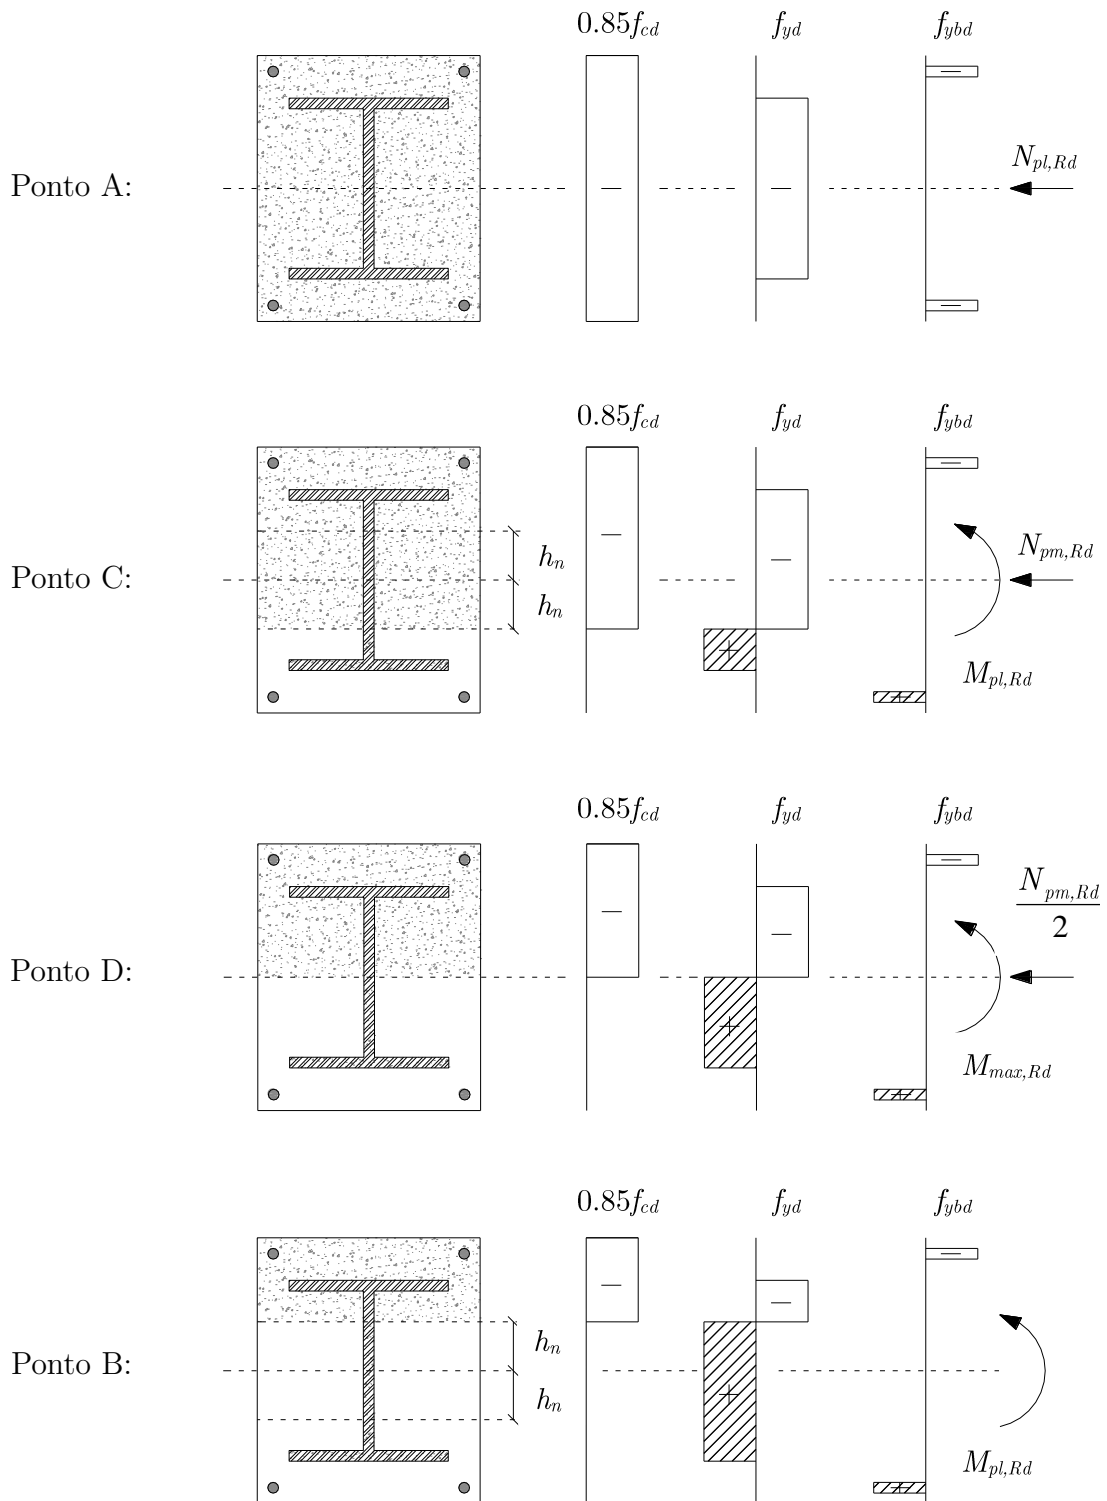 0.85f_cd f_yd f_ybd
Ponto A:
N_pl,Rd
0.85f_cd f_yd f_ybd
Ponto C:
h_n
h_n
N_pm,Rd
M_pl,Rd
0.85f_cd f_yd f_ybd
Ponto D:
N_pm,Rd
2
M_max,Rd
0.85f_cd f_yd f_ybd
Ponto B:
h_n
h_n
M_pl,Rd